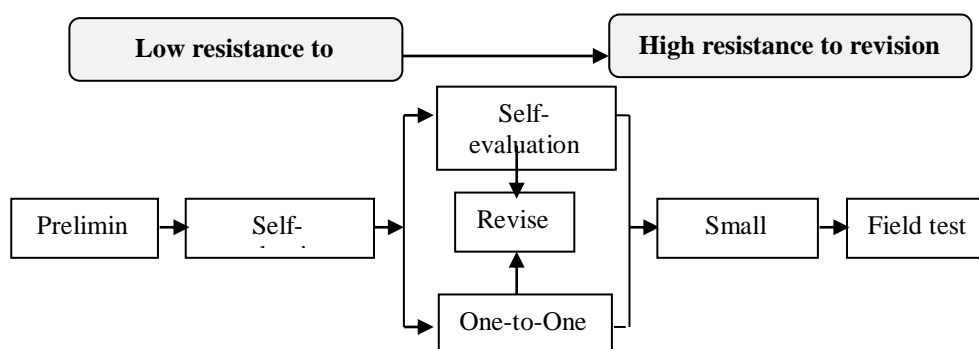 Low resistance to
High resistance to revision
Self-
evaluation
Prelimin
Self-
Revise
Small
Field test
One-to-One